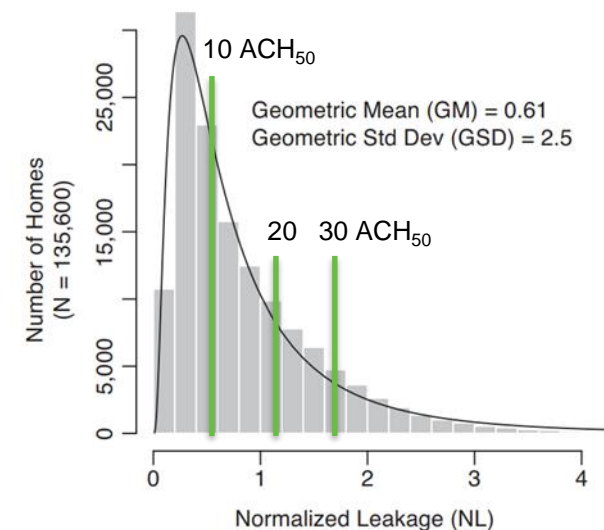 10 ACH₅₀
Geometric Mean (GM) = 0.61
Geometric Std Dev (GSD) = 2.5
20 30 ACH₅₀
Number of Homes
(N = 135,600)
25,000
15,000
5,000
0
0 1 2 3 4
Normalized Leakage (NL)